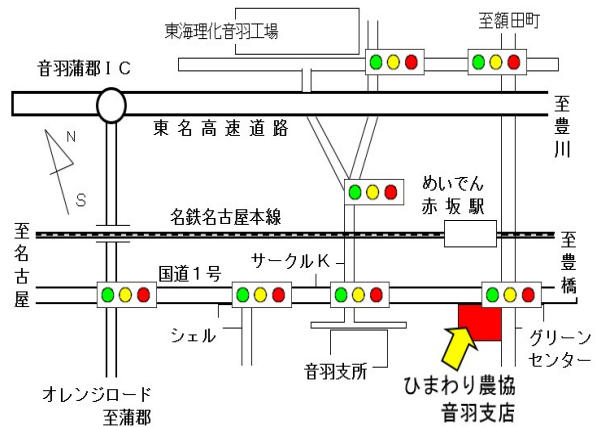 東海理化音羽工場
至額田町
音羽蒲郡ＩＣ
東名高速道路
至豊川
N
S
めいでん
赤坂駅
名鉄名古屋本線
至名古屋
至豊橋
サークルＫ
国道１号
シェル
音羽支所
グリーン
センター
オレンジロード
至蒲郡
ひまわり農協
音羽支店